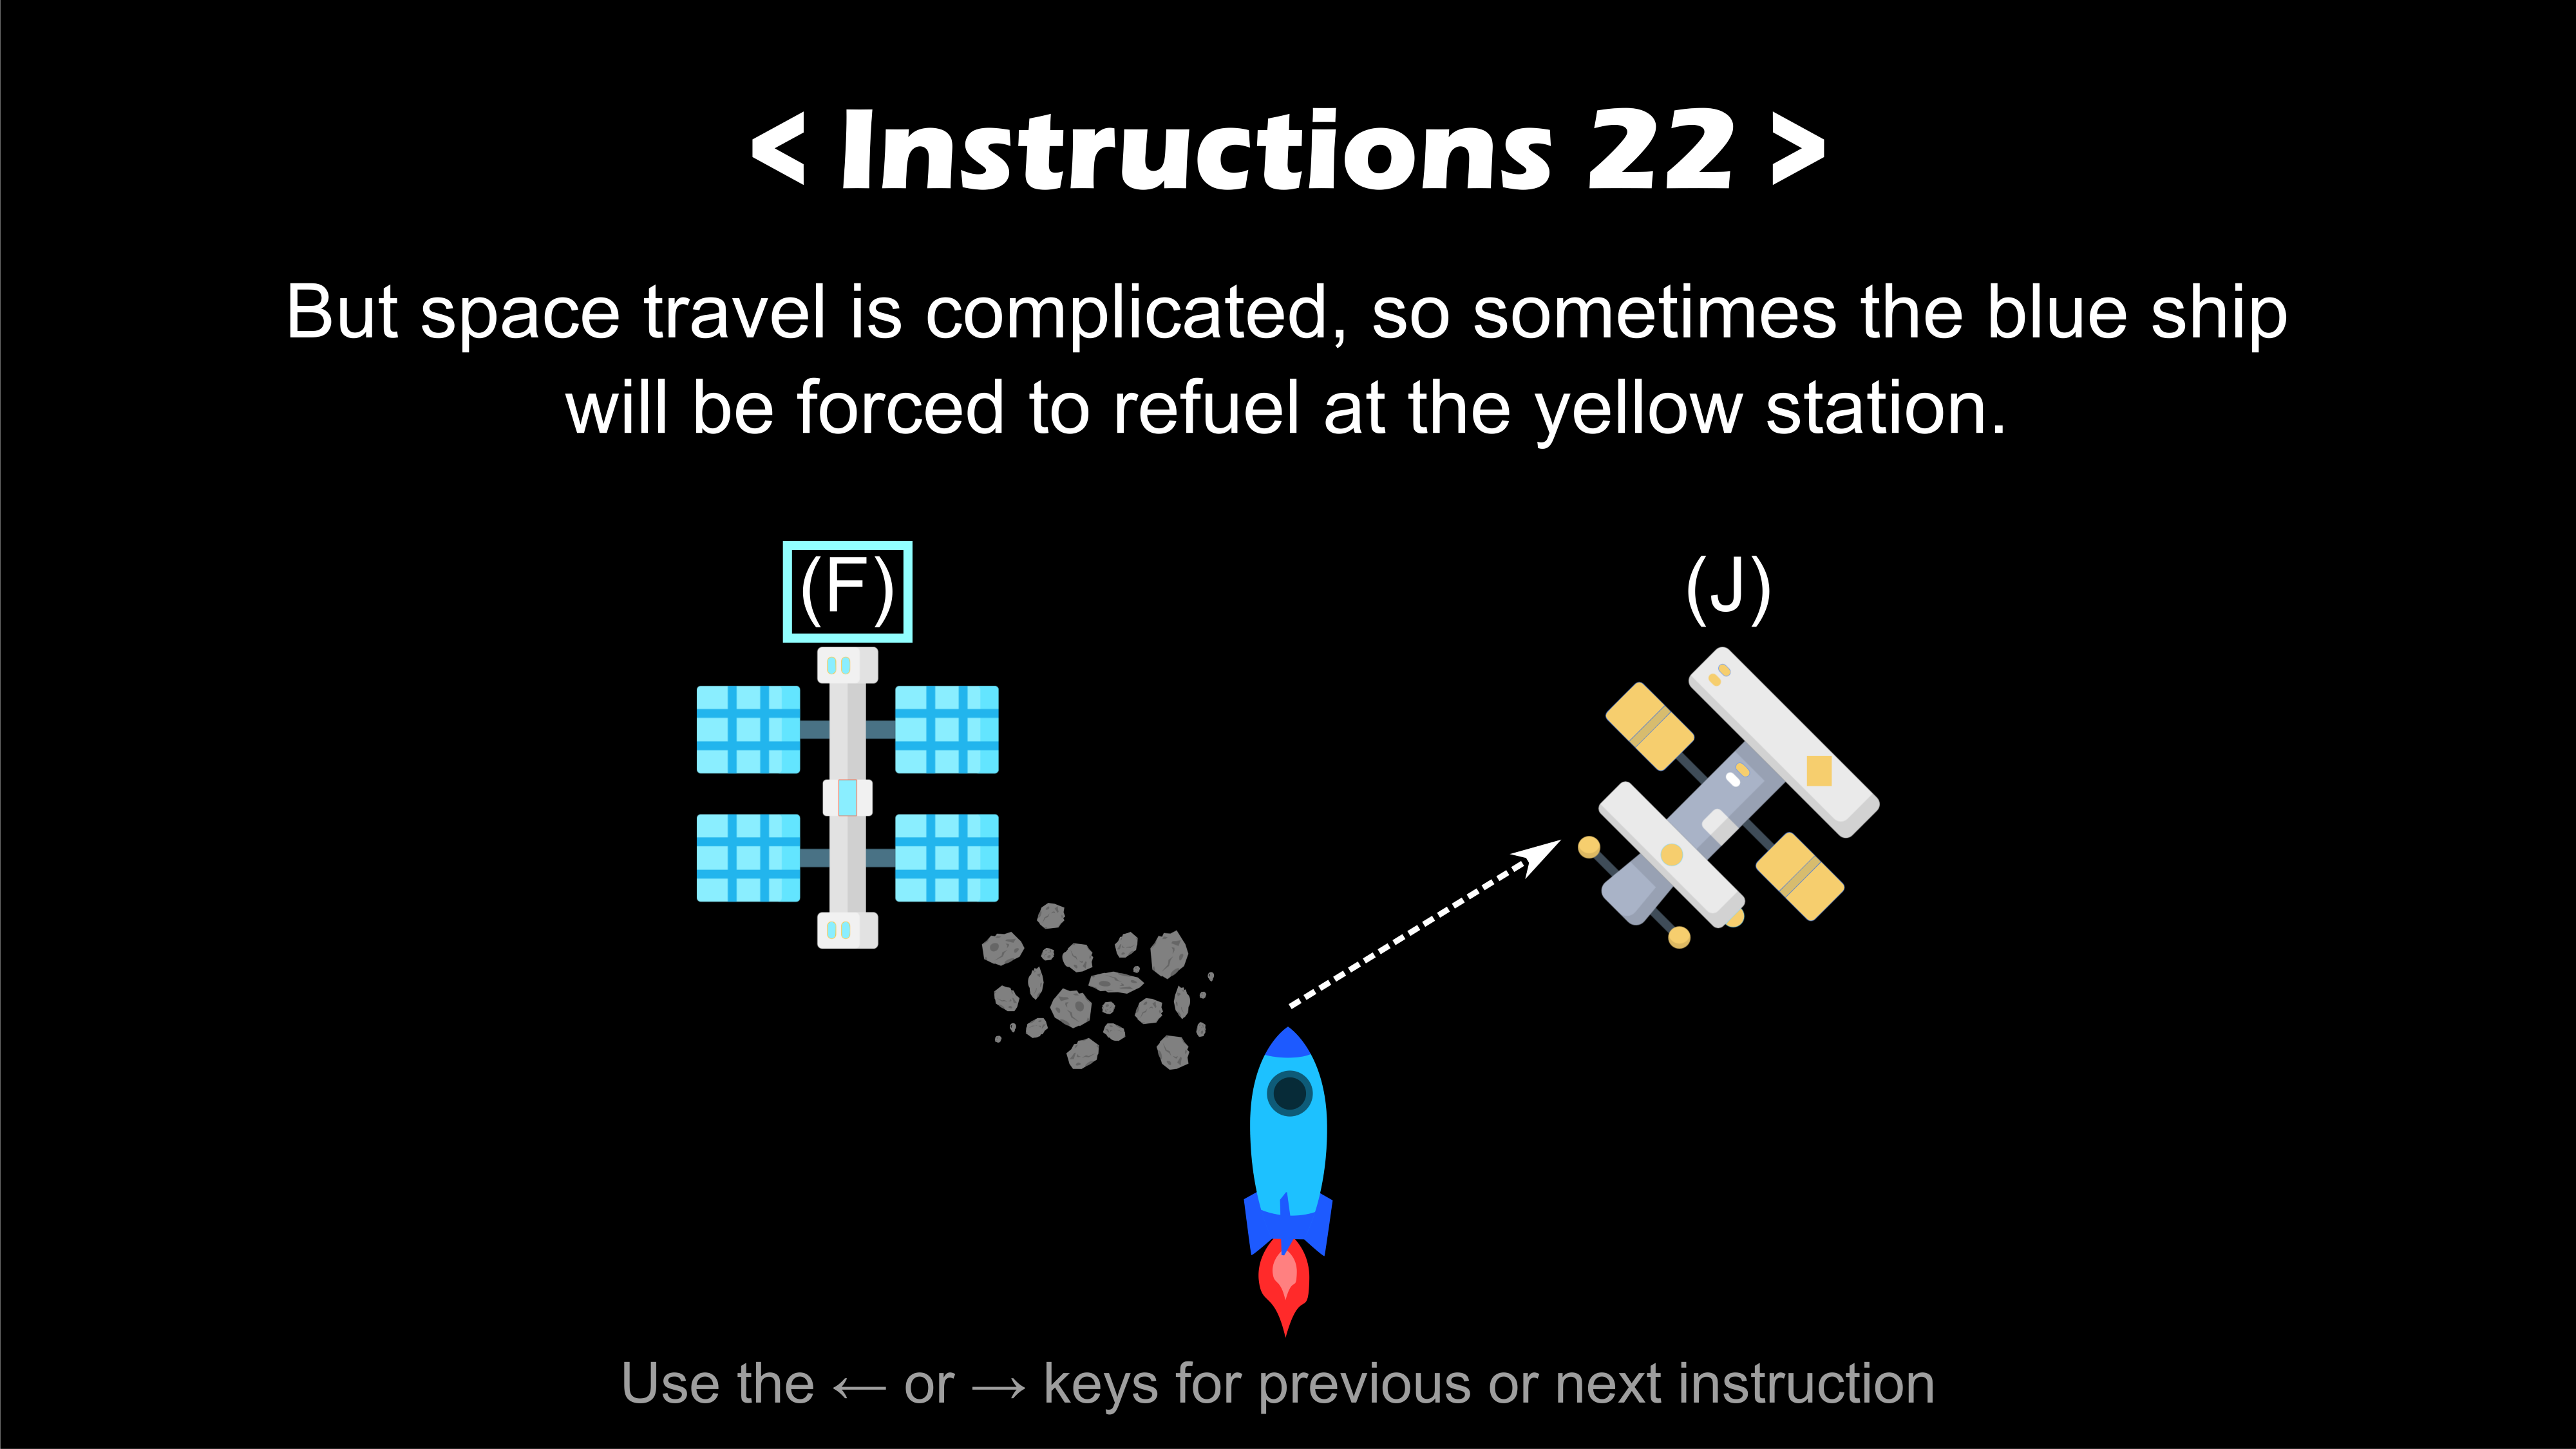 < Instructions 22 >
But space travel is complicated, so sometimes the blue ship
will be forced to refuel at the yellow station.
(F)
(J)
Use the ← or → keys for previous or next instruction